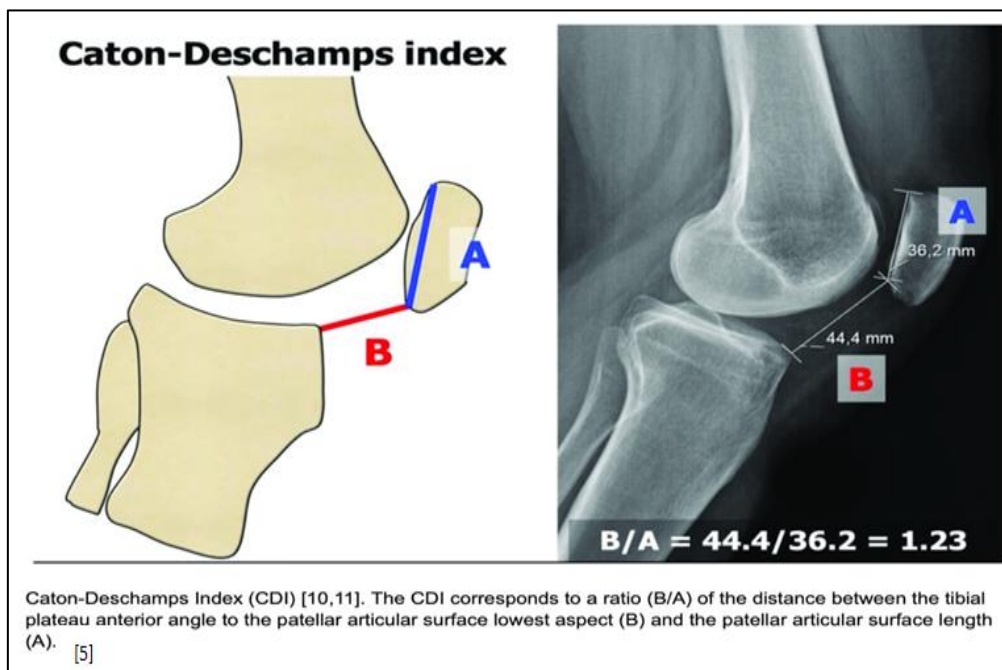 Caton-Deschamps index
A
B
A
36,2 mm
44,4 mm
B
B/A = 44.4/36.2 = 1.23
Caton-Deschamps Index (CDI) [10,11]. The CDI corresponds to a ratio (B/A) of the distance between the tibial
plateau anterior angle to the patellar articular surface lowest aspect (B) and the patellar articular surface length
(A).
[5]